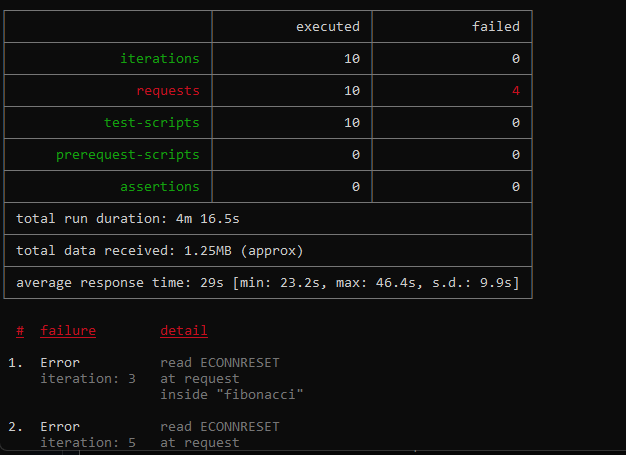 executed failed
iterations 10 0
requests 10 4
test-scripts 10 0
prerequest-scripts 0 0
assertions 0 0
total run duration: 4m 16.5s
total data received: 1.25MB (approx)
average response time: 29s [min: 23.2s, max: 46.4s, s.d.: 9.9s]
# failure detail
1. Error read ECONNRESET
iteration: 3 at request
inside "fibonacci"
2. Error read ECONNRESET
iteration: 5 at request